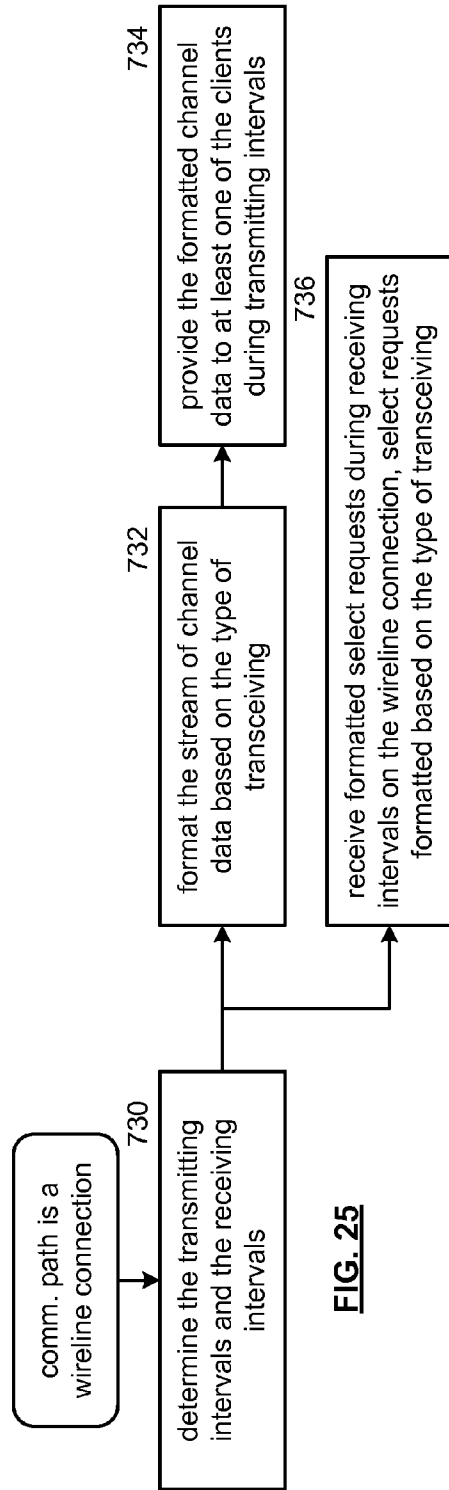 comm. path is a
wireline connection
730
determine the transmitting
intervals and the receiving
intervals
732
format the stream of channel
data based on the type of
transceiving
734
provide the formatted channel
data to at least one of the clients
during transmitting intervals
736
receive formatted select requests during receiving
intervals on the wireline connection, select requests
formatted based on the type of transceiving
FIG. 25